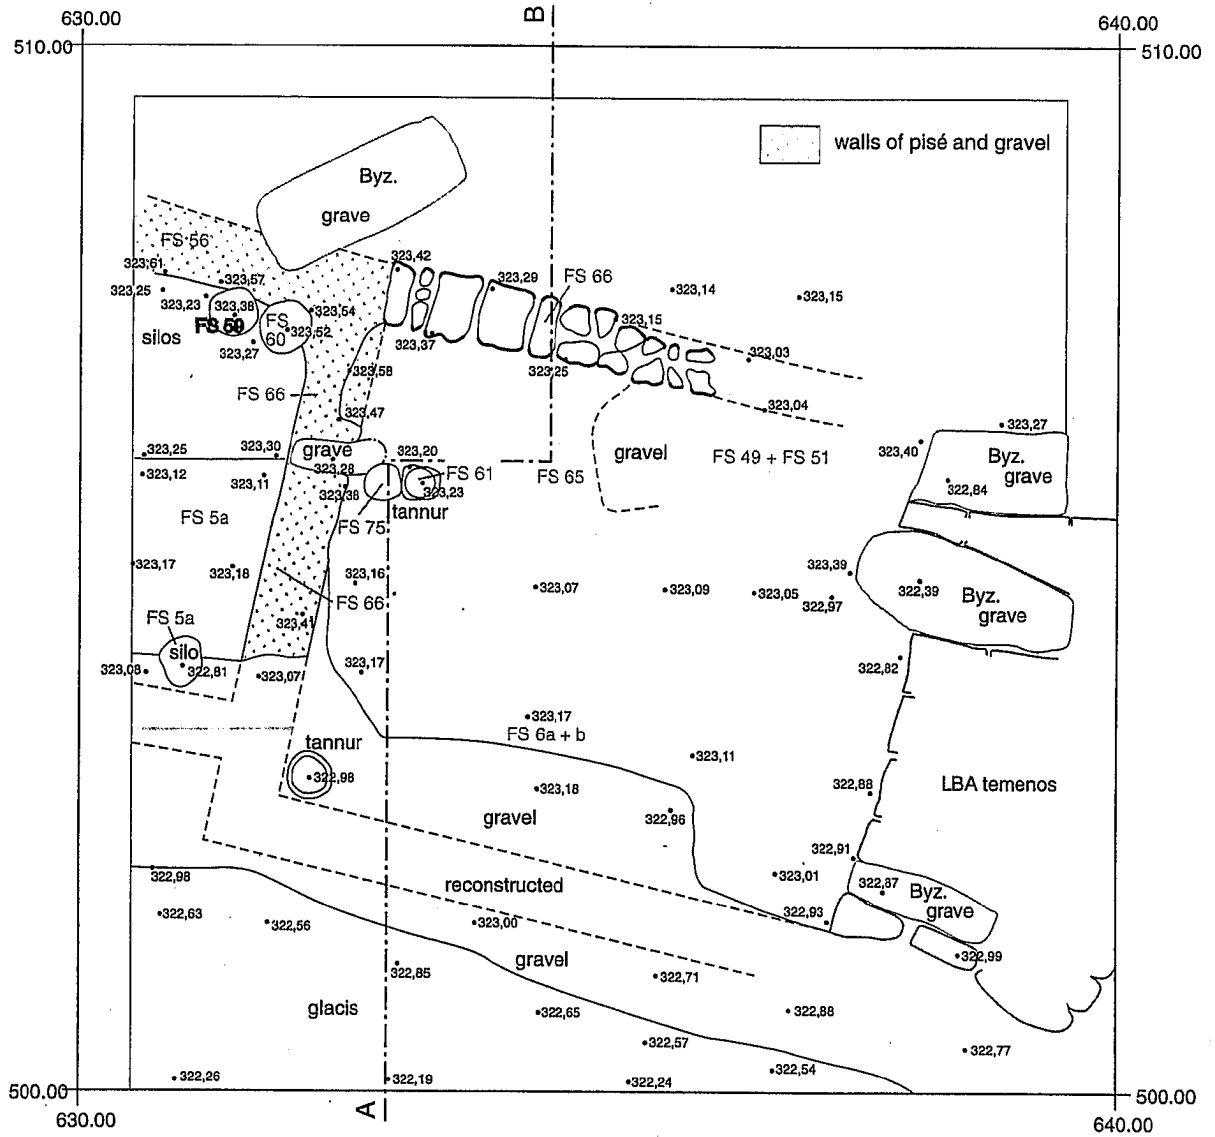 630.00
B
640.00
510.00
510.00
walls of pisé and gravel
Byz.
grave
FS 56
323,61
323,57
323,42
323,29
FS 66
323,14
323,15
323,25
323,23
323,38
323,54
FS 59
FS
60
323,52
323,15
silos
323,27
323,37
323,03
323,58
323,25
FS 66
323,04
323,47
323,27
323,25
323,30
grave
323,20
gravel
FS 49 + FS 51
323,40
Byz.
grave
323,12
323,11
323,28
FS 61
FS 65
322,84
323,38
323,23
FS 5a
FS 75
tannur
323,17
323,18
323,16
323,07
323,09
323,05
323,39
322,39
Byz.
grave
322,97
FS 66
FS 5a
323,41
silo
323,08
322,81
323,07
323,17
322,82
323,17
FS 6a + b
tannur
323,11
322,98
323,18
322,88
LBA temenos
gravel
322,96
322,91
322,98
reconstructed
323,01
322,87
Byz.
grave
322,63
322,56
323,00
322,93
gravel
322,99
322,85
322,71
glacis
322,65
322,88
322,57
322,77
322,26
322,19
322,24
322,54
500.00
500.00
630.00
A
640.00